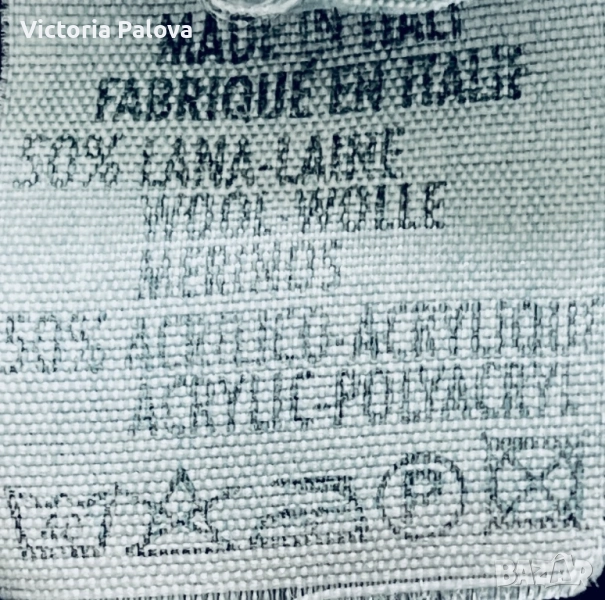 Victoria Palova
MADE IN ITALY
FABRIQUÉ EN ITALIE
50% LANA-LAINE
WOOL-WOLLE
MERINOS
50% ACRILICO-ACRYLIQUE
ACRYLIC-POLYACRYL
P
BAZAR